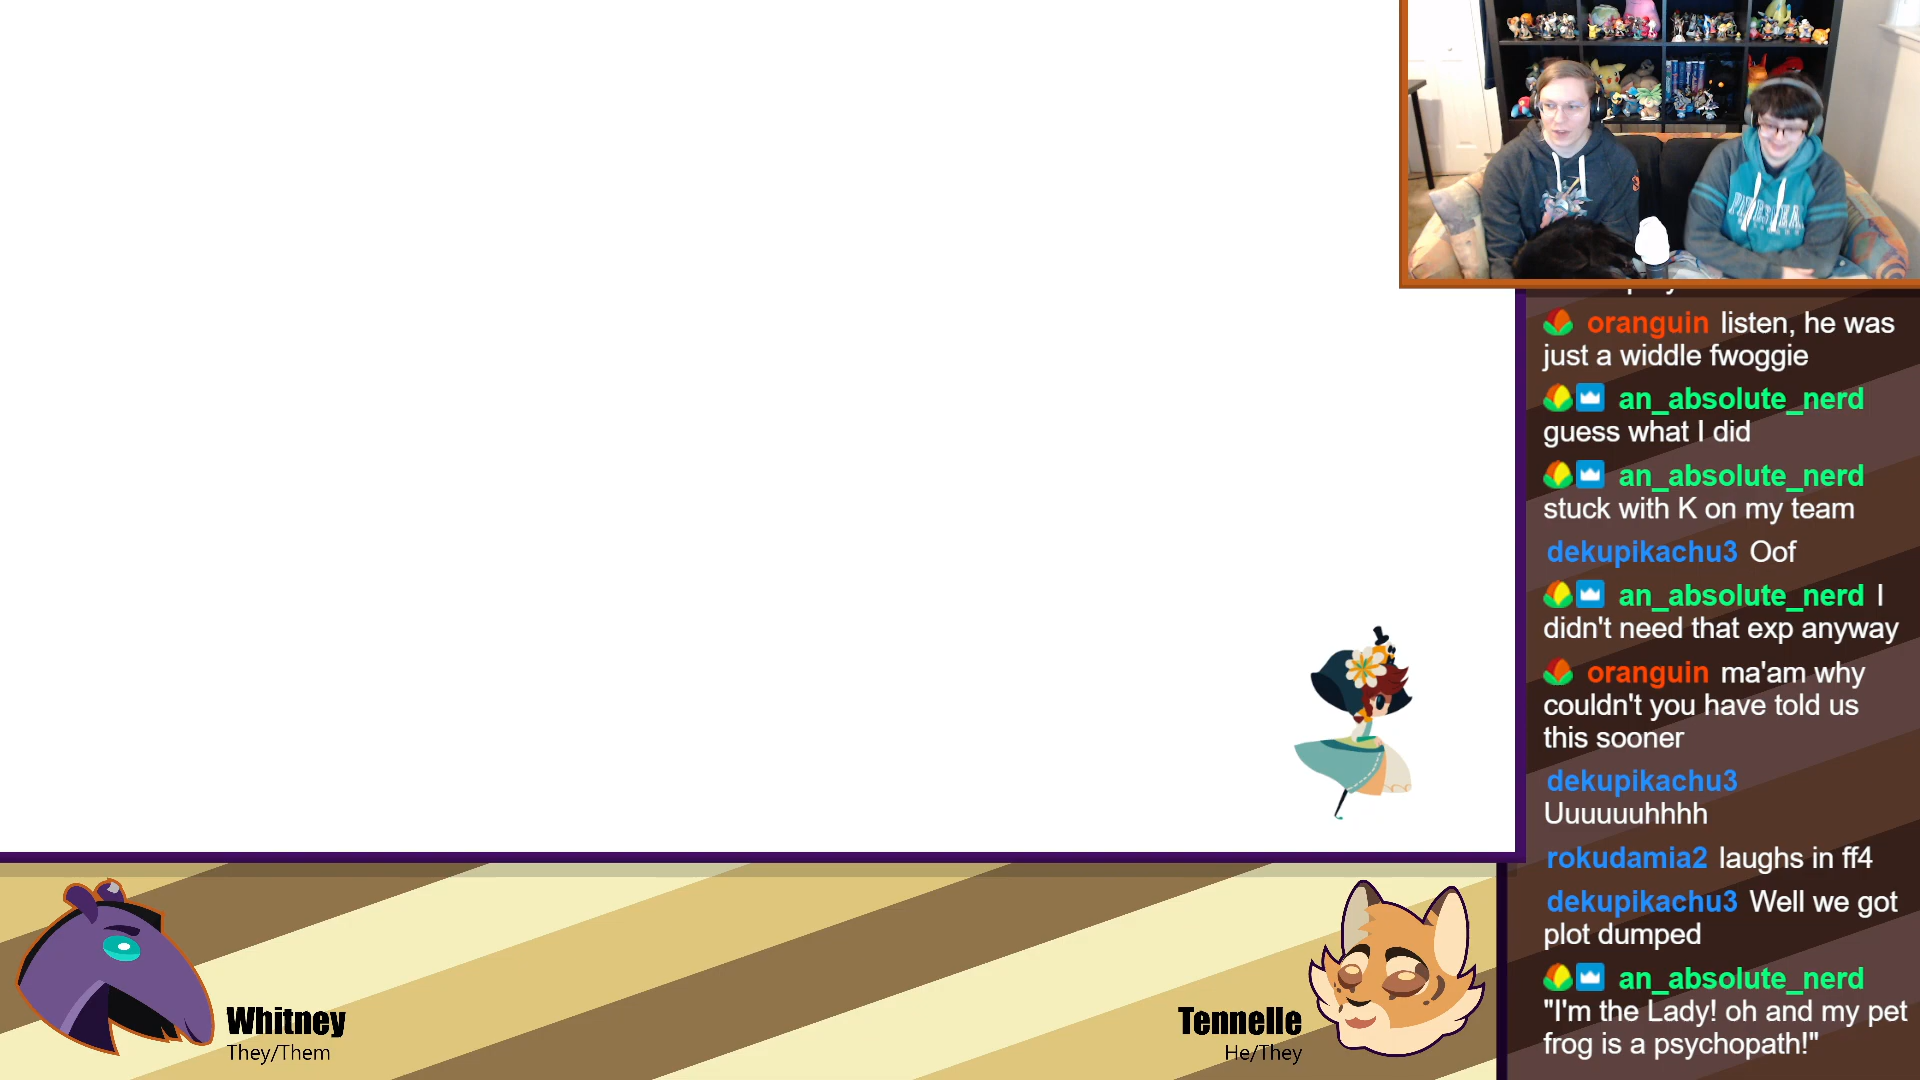 oranguin listen, he was
just a widdle fwoggie
an_absolute_nerd
guess what I did
an_absolute_nerd
stuck with K on my team
dekupikachu3 Oof
an_absolute_nerd I
didn't need that exp anyway
oranguin ma'am why
couldn't you have told us
this sooner
dekupikachu3
Uuuuuuhhhh
rokudamia2 laughs in ff4
dekupikachu3 Well we got
plot dumped
an_absolute_nerd
"I'm the Lady! oh and my pet
frog is a psychopath!"
Whitney
They/Them
Tennelle
He/They